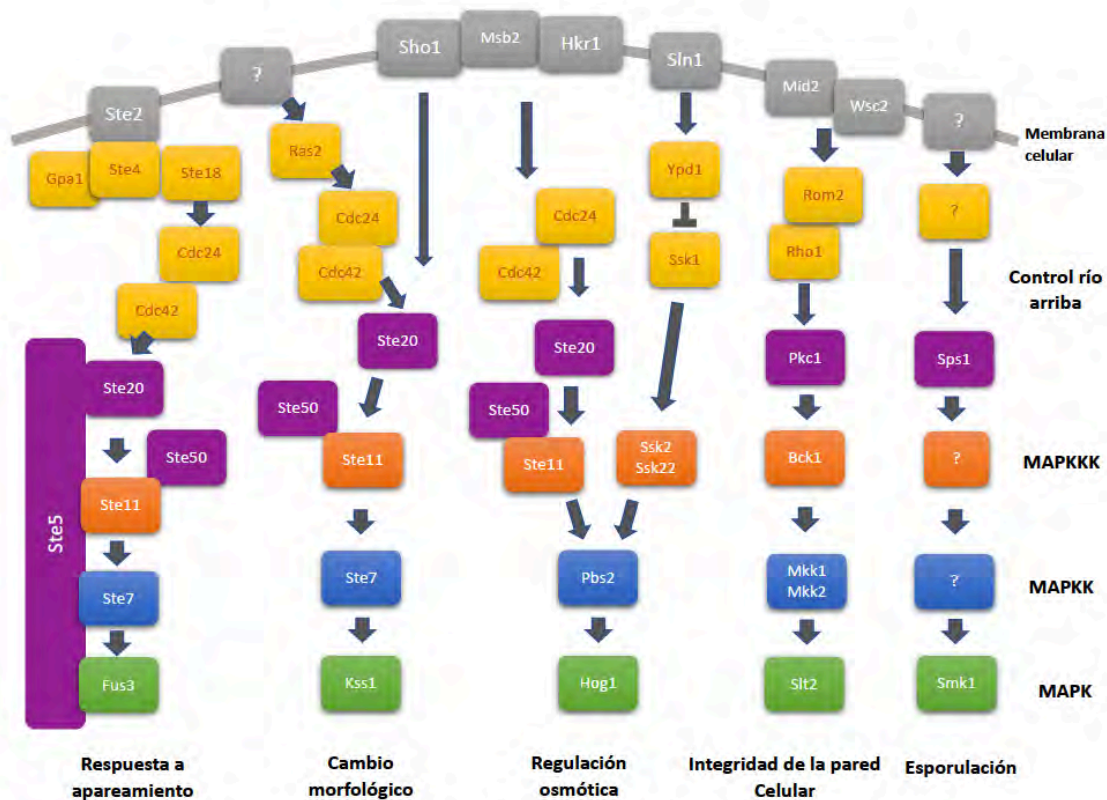 Sho1
Msb2
Hkr1
Sln1
?
Mid2
Wsc2
Ste2
?
Membrana
celular
Gpa1
Ste4
Ste18
Ras2
Ypd1
Rom2
?
Cdc24
Cdc24
Cdc24
Cdc42
Cdc42
Ssk1
Rho1
Control río
arriba
Cdc42
Ste20
Ste20
Pkc1
Sps1
Ste20
Ste50
Ste50
Ste50
Ste11
Ste11
Ssk2
Ssk22
Bck1
?
MAPKKK
Ste11
Ste5
Ste7
Ste7
Pbs2
Mkk1
Mkk2
?
MAPKK
Fus3
Kss1
Hog1
Slt2
Smk1
MAPK
Respuesta a
apareamiento
Cambio
morfológico
Regulación
osmótica
Integridad de la pared
Celular
Esporulación